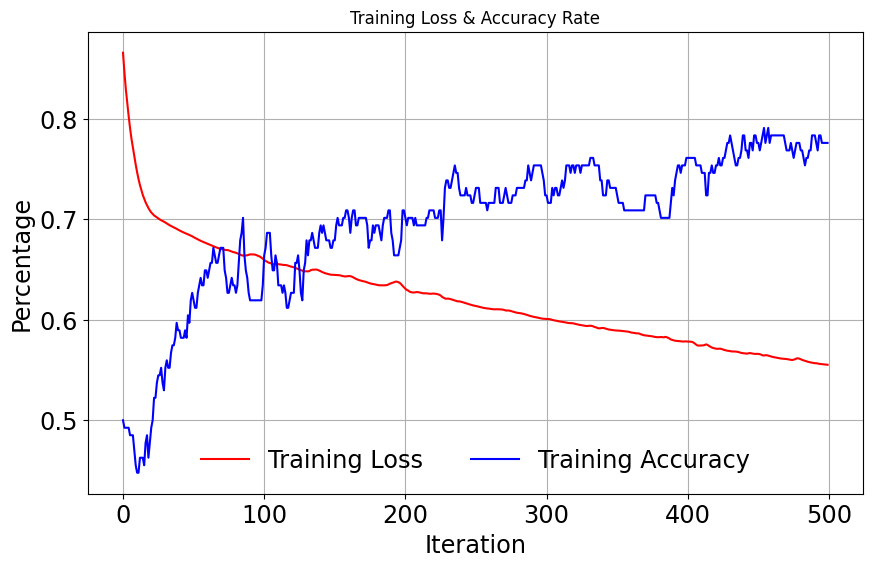 Training Loss & Accuracy Rate
Percentage
0.8
0.7
0.6
0.5
Training Loss Training Accuracy
0 100 200 300 400 500
Iteration